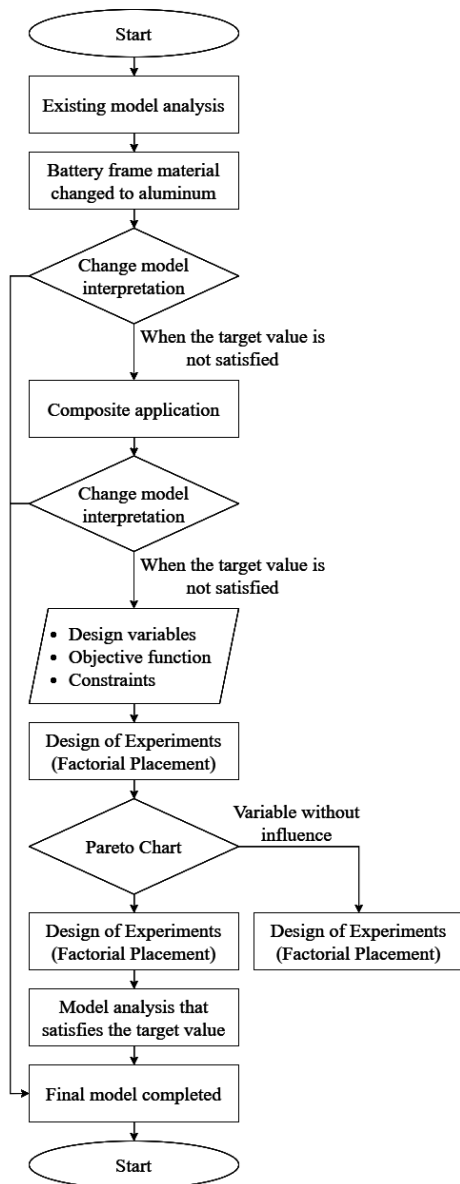 Start
Existing model analysis
Battery frame material
changed to aluminum
Change model
interpretation
When the target value is
not satisfied
Composite application
Change model
interpretation
When the target value is
not satisfied
• Design variables
• Objective function
• Constraints
Design of Experiments
(Factorial Placement)
Variable without
influence
Pareto Chart
Design of Experiments
(Factorial Placement)
Design of Experiments
(Factorial Placement)
Model analysis that
satisfies the target value
Final model completed
Start